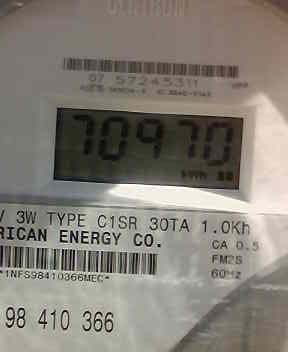 CENTRON
07 57245311
70970
kWh
V 3W TYPE C1SR 30TA 1.0Kh
RICAN ENERGY CO.
CA 0.5
FM2S
*1NFS98410366MEC*
60Hz
98 410 366